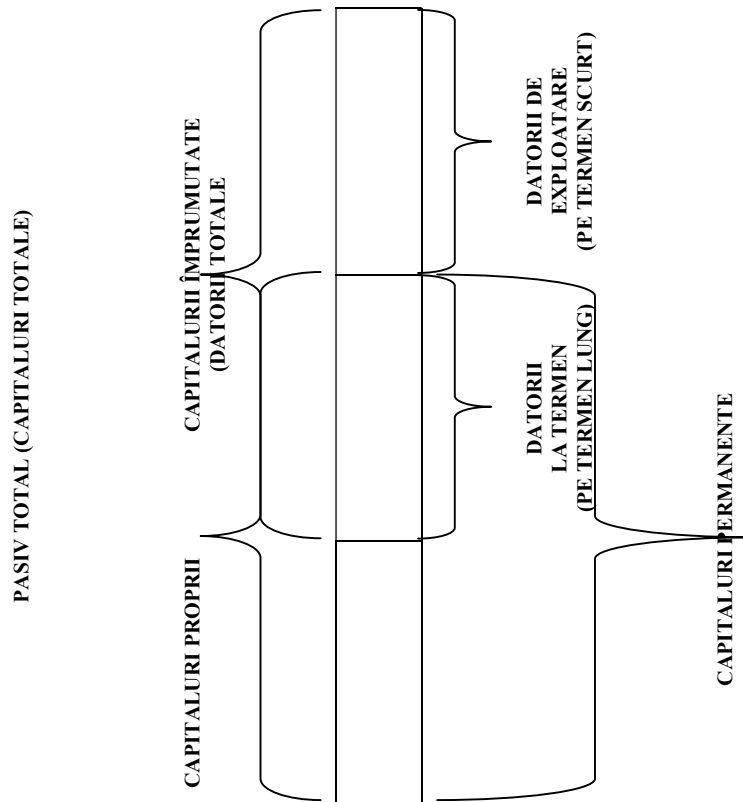 PASIV TOTAL (CAPITALURI TOTALE)
CAPITALURI PROPRII
CAPITALURII ÎMPRUMUTATE
(DATORII TOTALE
DATORII
LA TERMEN
(PE TERMEN LUNG)
DATORII DE
EXPLOATARE
(PE TERMEN SCURT)
CAPITALURI PERMANENTE